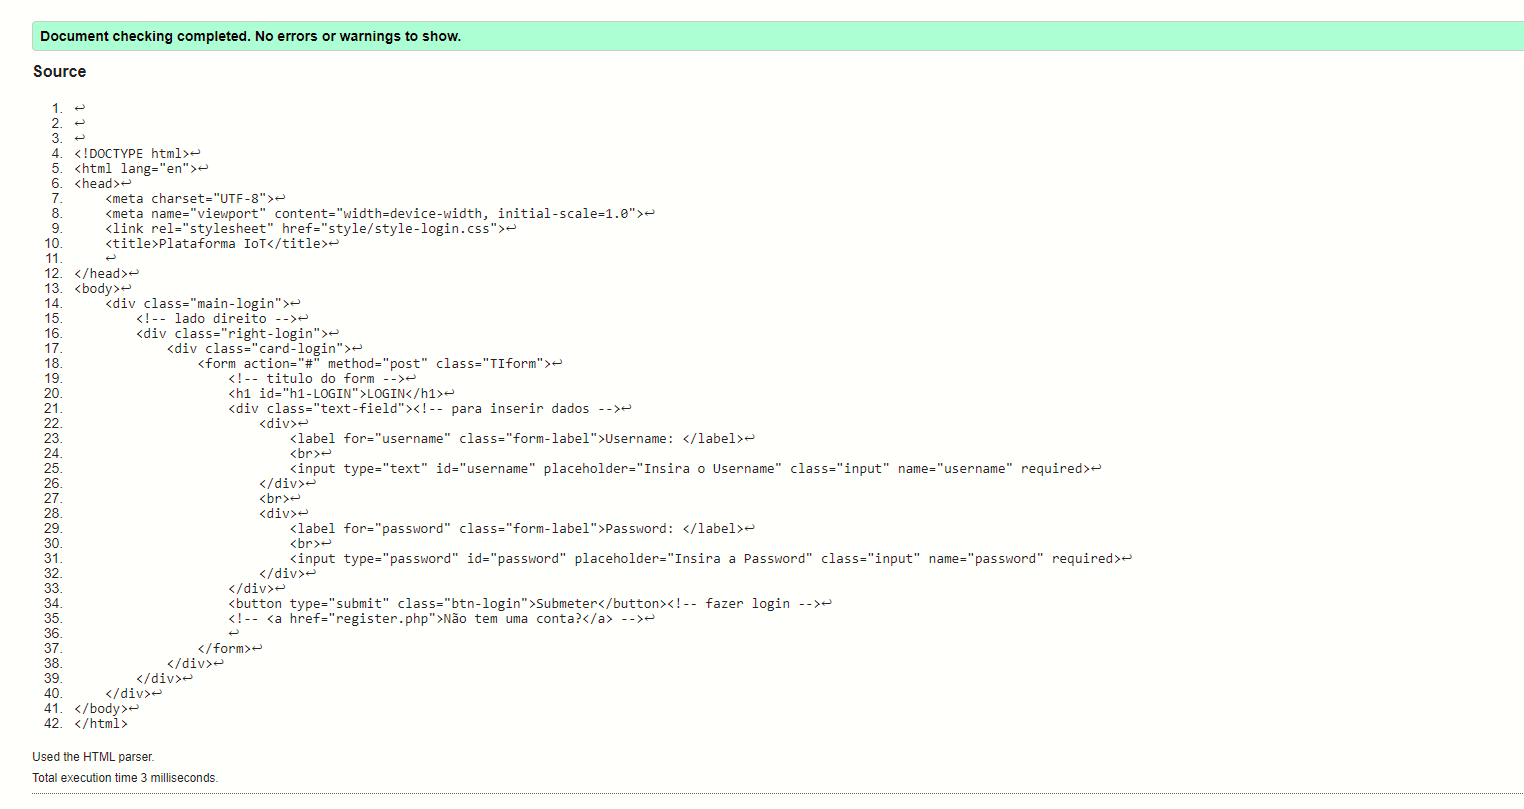 Document checking completed. No errors or warnings to show.
Source
1. ↩
2. ↩
3. ↩
4. <!DOCTYPE html>↩
5. <html lang="en">↩
6. <head>↩
7.     <meta charset="UTF-8">↩
8.     <meta name="viewport" content="width=device-width, initial-scale=1.0">↩
9.     <link rel="stylesheet" href="style/style-login.css">↩
10.     <title>Plataforma IoT</title>↩
11.     ↩
12. </head>↩
13. <body>↩
14.     <div class="main-login">↩
15.         <!-- lado direito -->↩
16.         <div class="right-login">↩
17.             <div class="card-login">↩
18.                 <form action="#" method="post" class="TIform">↩
19.                     <!-- titulo do form -->↩
20.                     <h1 id="h1-LOGIN">LOGIN</h1>↩
21.                     <div class="text-field"><!-- para inserir dados -->↩
22.                         <div>↩
23.                             <label for="username" class="form-label">Username: </label>↩
24.                             <br>↩
25.                             <input type="text" id="username" placeholder="Insira o Username" class="input" name="username" required>↩
26.                         </div>↩
27.                         <br>↩
28.                         <div>↩
29.                             <label for="password" class="form-label">Password: </label>↩
30.                             <br>↩
31.                             <input type="password" id="password" placeholder="Insira a Password" class="input" name="password" required>↩
32.                         </div>↩
33.                     </div>↩
34.                     <button type="submit" class="btn-login">Submeter</button><!-- fazer login -->↩
35.                     <!-- <a href="register.php">Não tem uma conta?</a> -->↩
36.                     ↩
37.                 </form>↩
38.             </div>↩
39.         </div>↩
40.     </div>↩
41. </body>↩
42. </html>
Used the HTML parser.
Total execution time 3 milliseconds.